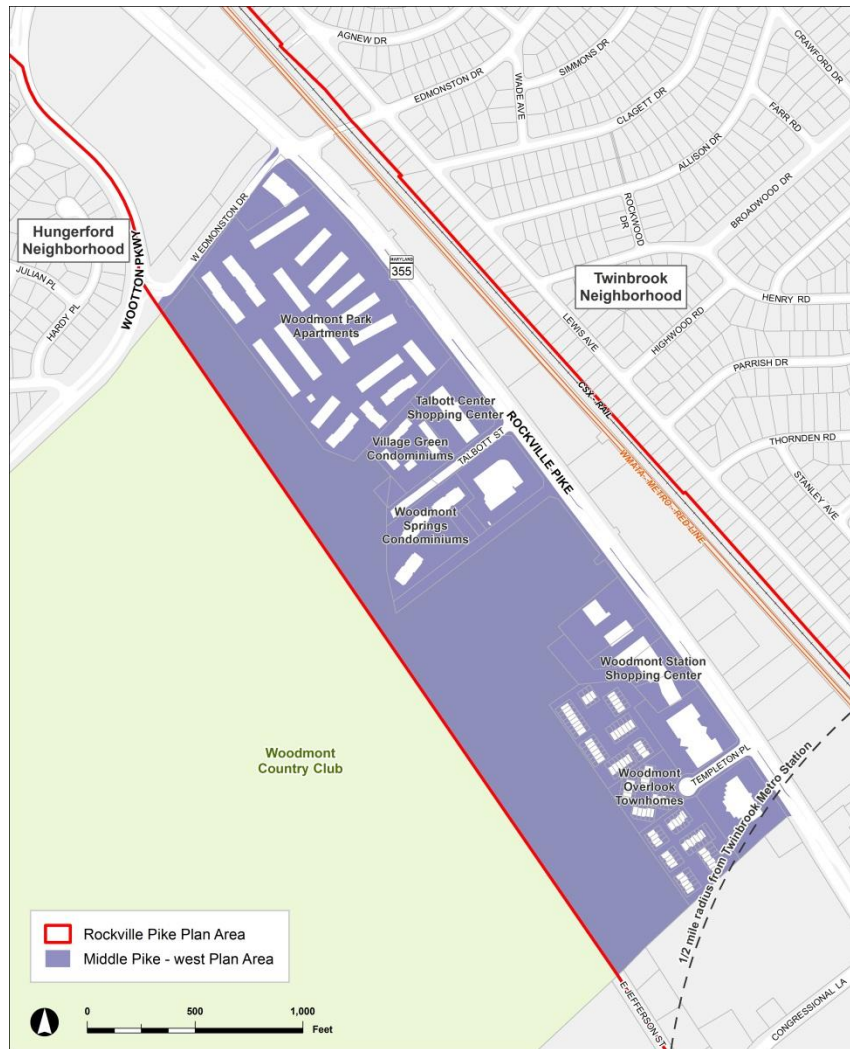 AGNEW DR
SIMMONS DR
CRAWFORD DR
EDMONSTON DR
WADE AVE
CLAGETT DR
FARR RD
ALLISON DR
ROCKWOOD
DR
BROADWOOD DR
W EDMONSTON DR
Hungerford
Neighborhood
WOOTTON PKWY
JULIAN PL
HARDY PL
MARYLAND
355
Twinbrook
Neighborhood
HENRY RD
LEWIS AVE
HIGHWOOD RD
PARRISH DR
Woodmont Park
Apartments
CSX - RAIL
Talbott Center
Shopping Center
ROCKVILLE PIKE
Village Green
Condominiums
TALBOTT ST
THORNDEN RD
STANLEY AVE
WMATA - METRO - RED LINE
Woodmont
Springs
Condominiums
Woodmont Station
Shopping Center
Woodmont
Country Club
TEMPLETON PL
Woodmont
Overlook
Townhomes
1/2 mile radius from Twinbrook Metro Station
Rockville Pike Plan Area
Middle Pike - west Plan Area
E JEFFERSON ST
CONGRESSIONAL LA
0 500 1,000
Feet